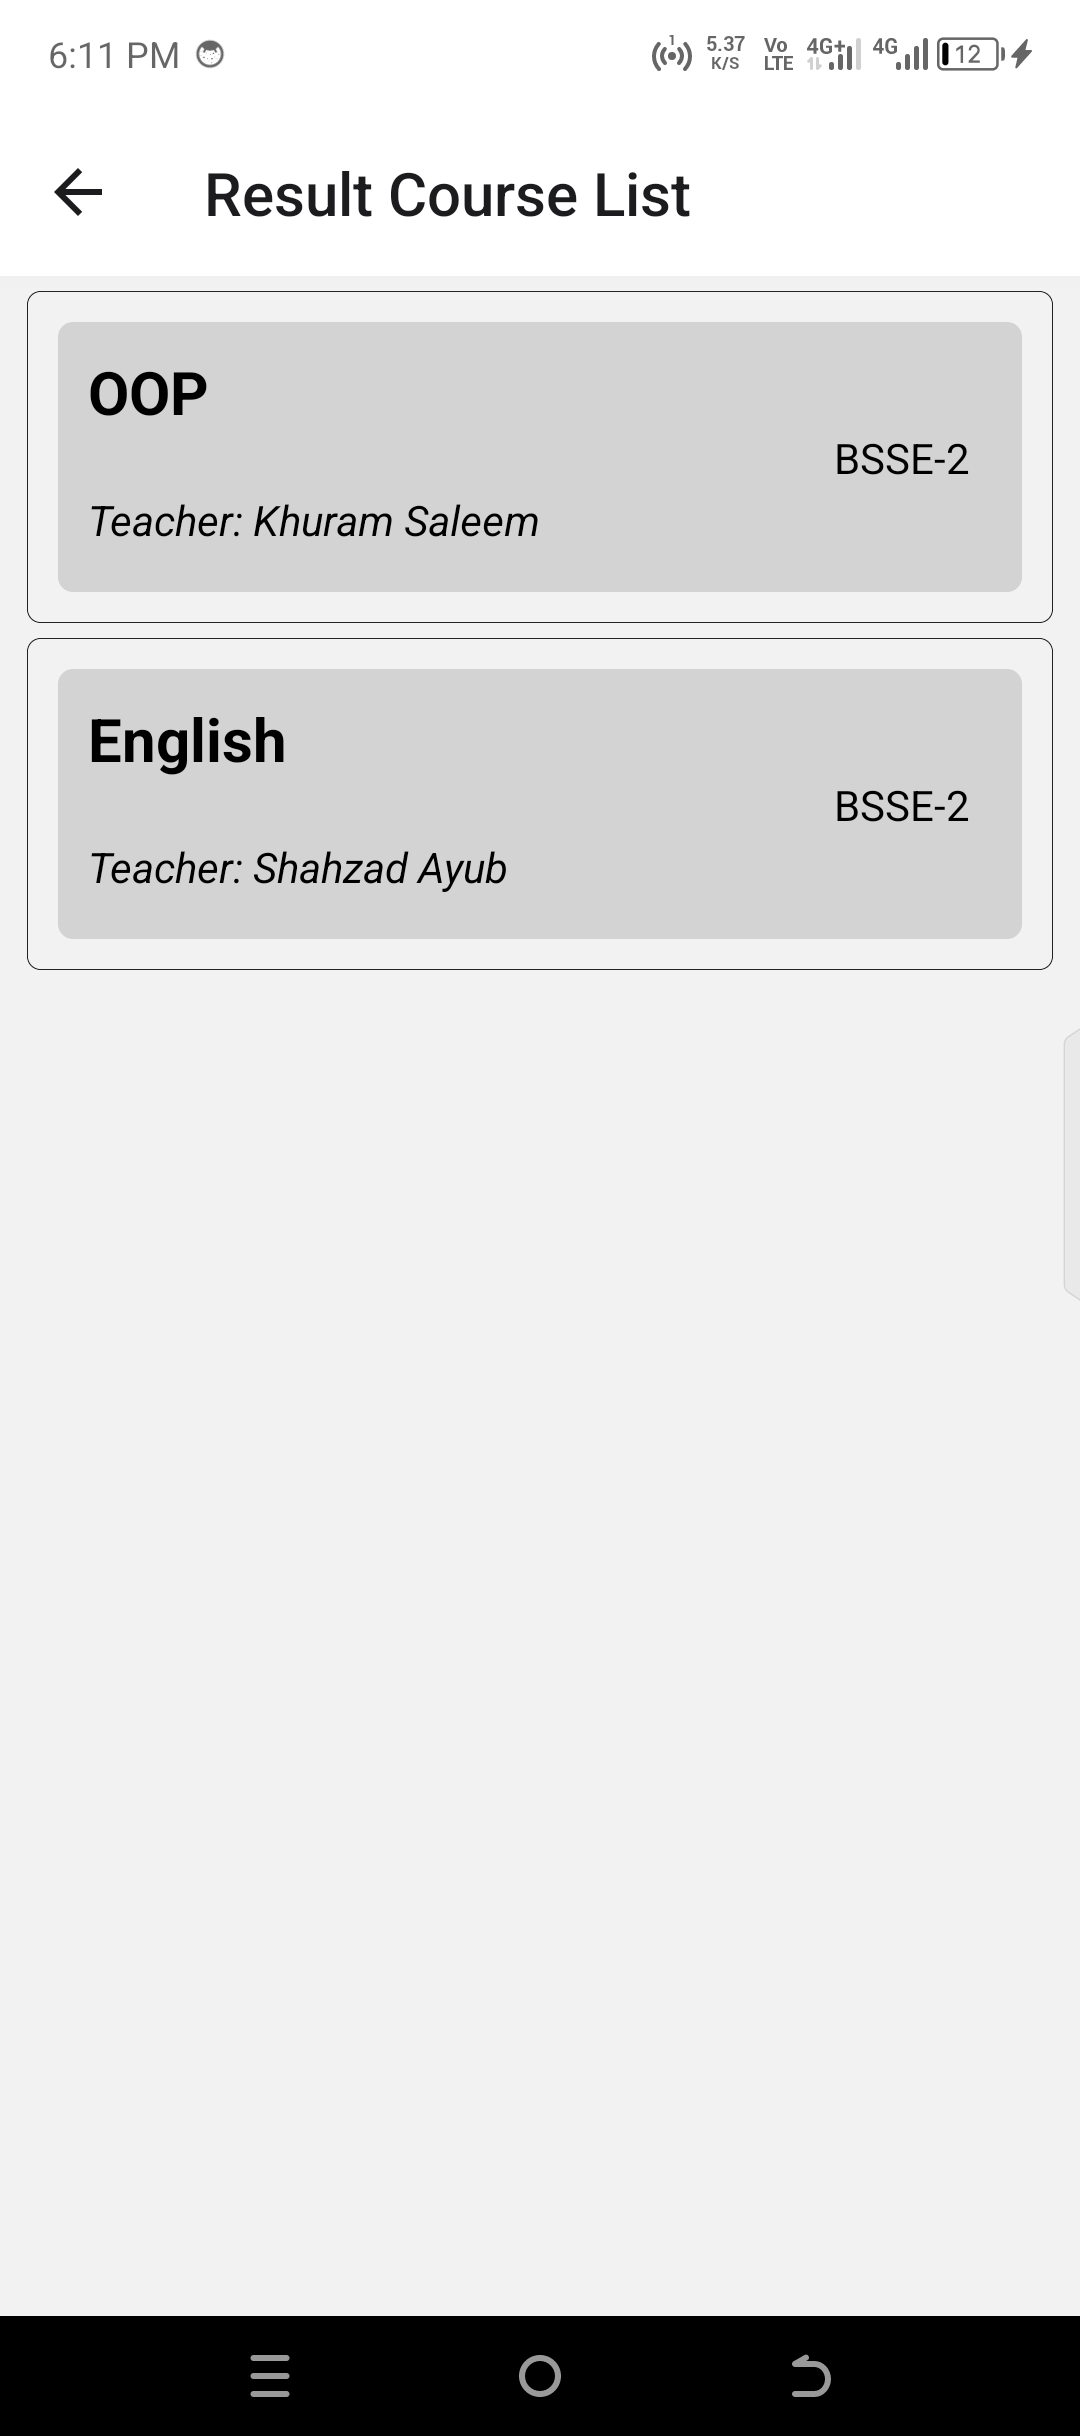 6:11 PM 1 5.37 K/S Vo LTE 4G+ 4G 12
Result Course List
OOP
BSSE-2
Teacher: Khuram Saleem
English
BSSE-2
Teacher: Shahzad Ayub